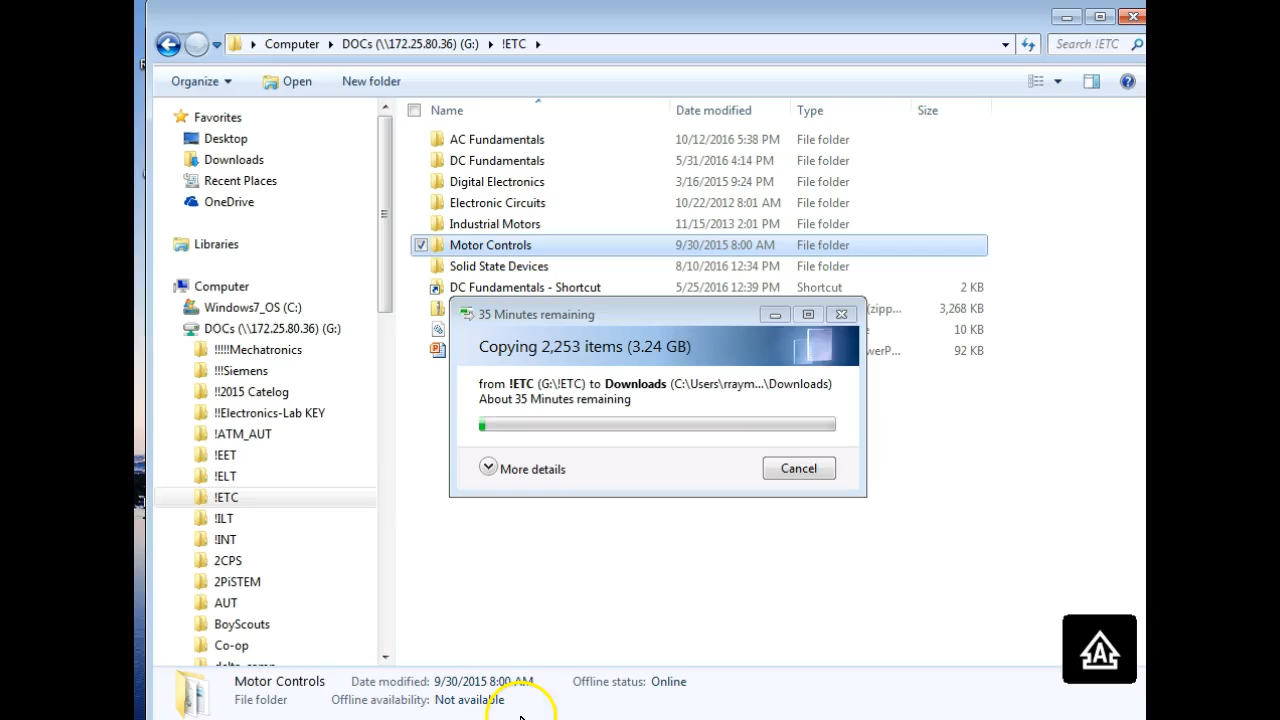 Computer DOCs (\\172.25.80.36) (G:) !ETC Search !ETC
Organize Open New folder
Name Date modified Type Size
Favorites
Desktop
Downloads
Recent Places
OneDrive
Libraries
Computer
Windows7_OS (C:)
DOCs (\\172.25.80.36) (G:)
!!!!!Mechatronics
!!!Siemens
!!2015 Catelog
!!Electronics-Lab KEY
!ATM_AUT
!EET
!ELT
!ETC
!ILT
!INT
2CPS
2PiSTEM
AUT
BoyScouts
Co-op
AC Fundamentals 10/12/2016 5:38 PM File folder
DC Fundamentals 5/31/2016 4:14 PM File folder
Digital Electronics 3/16/2015 9:24 PM File folder
Electronic Circuits 10/22/2012 8:01 AM File folder
Industrial Motors 11/15/2013 2:01 PM File folder
Motor Controls 9/30/2015 8:00 AM File folder
Solid State Devices 8/10/2016 12:34 PM File folder
DC Fundamentals - Shortcut 5/25/2016 12:39 PM Shortcut 2 KB
(zipp... 3,268 KB
10 KB
erP... 92 KB
35 Minutes remaining
Copying 2,253 items (3.24 GB)
from !ETC (G:\!ETC) to Downloads (C:\Users\rraym...\Downloads)
About 35 Minutes remaining
More details Cancel
Motor Controls Date modified: 9/30/2015 8:00 AM Offline status: Online
File folder Offline availability: Not available
A